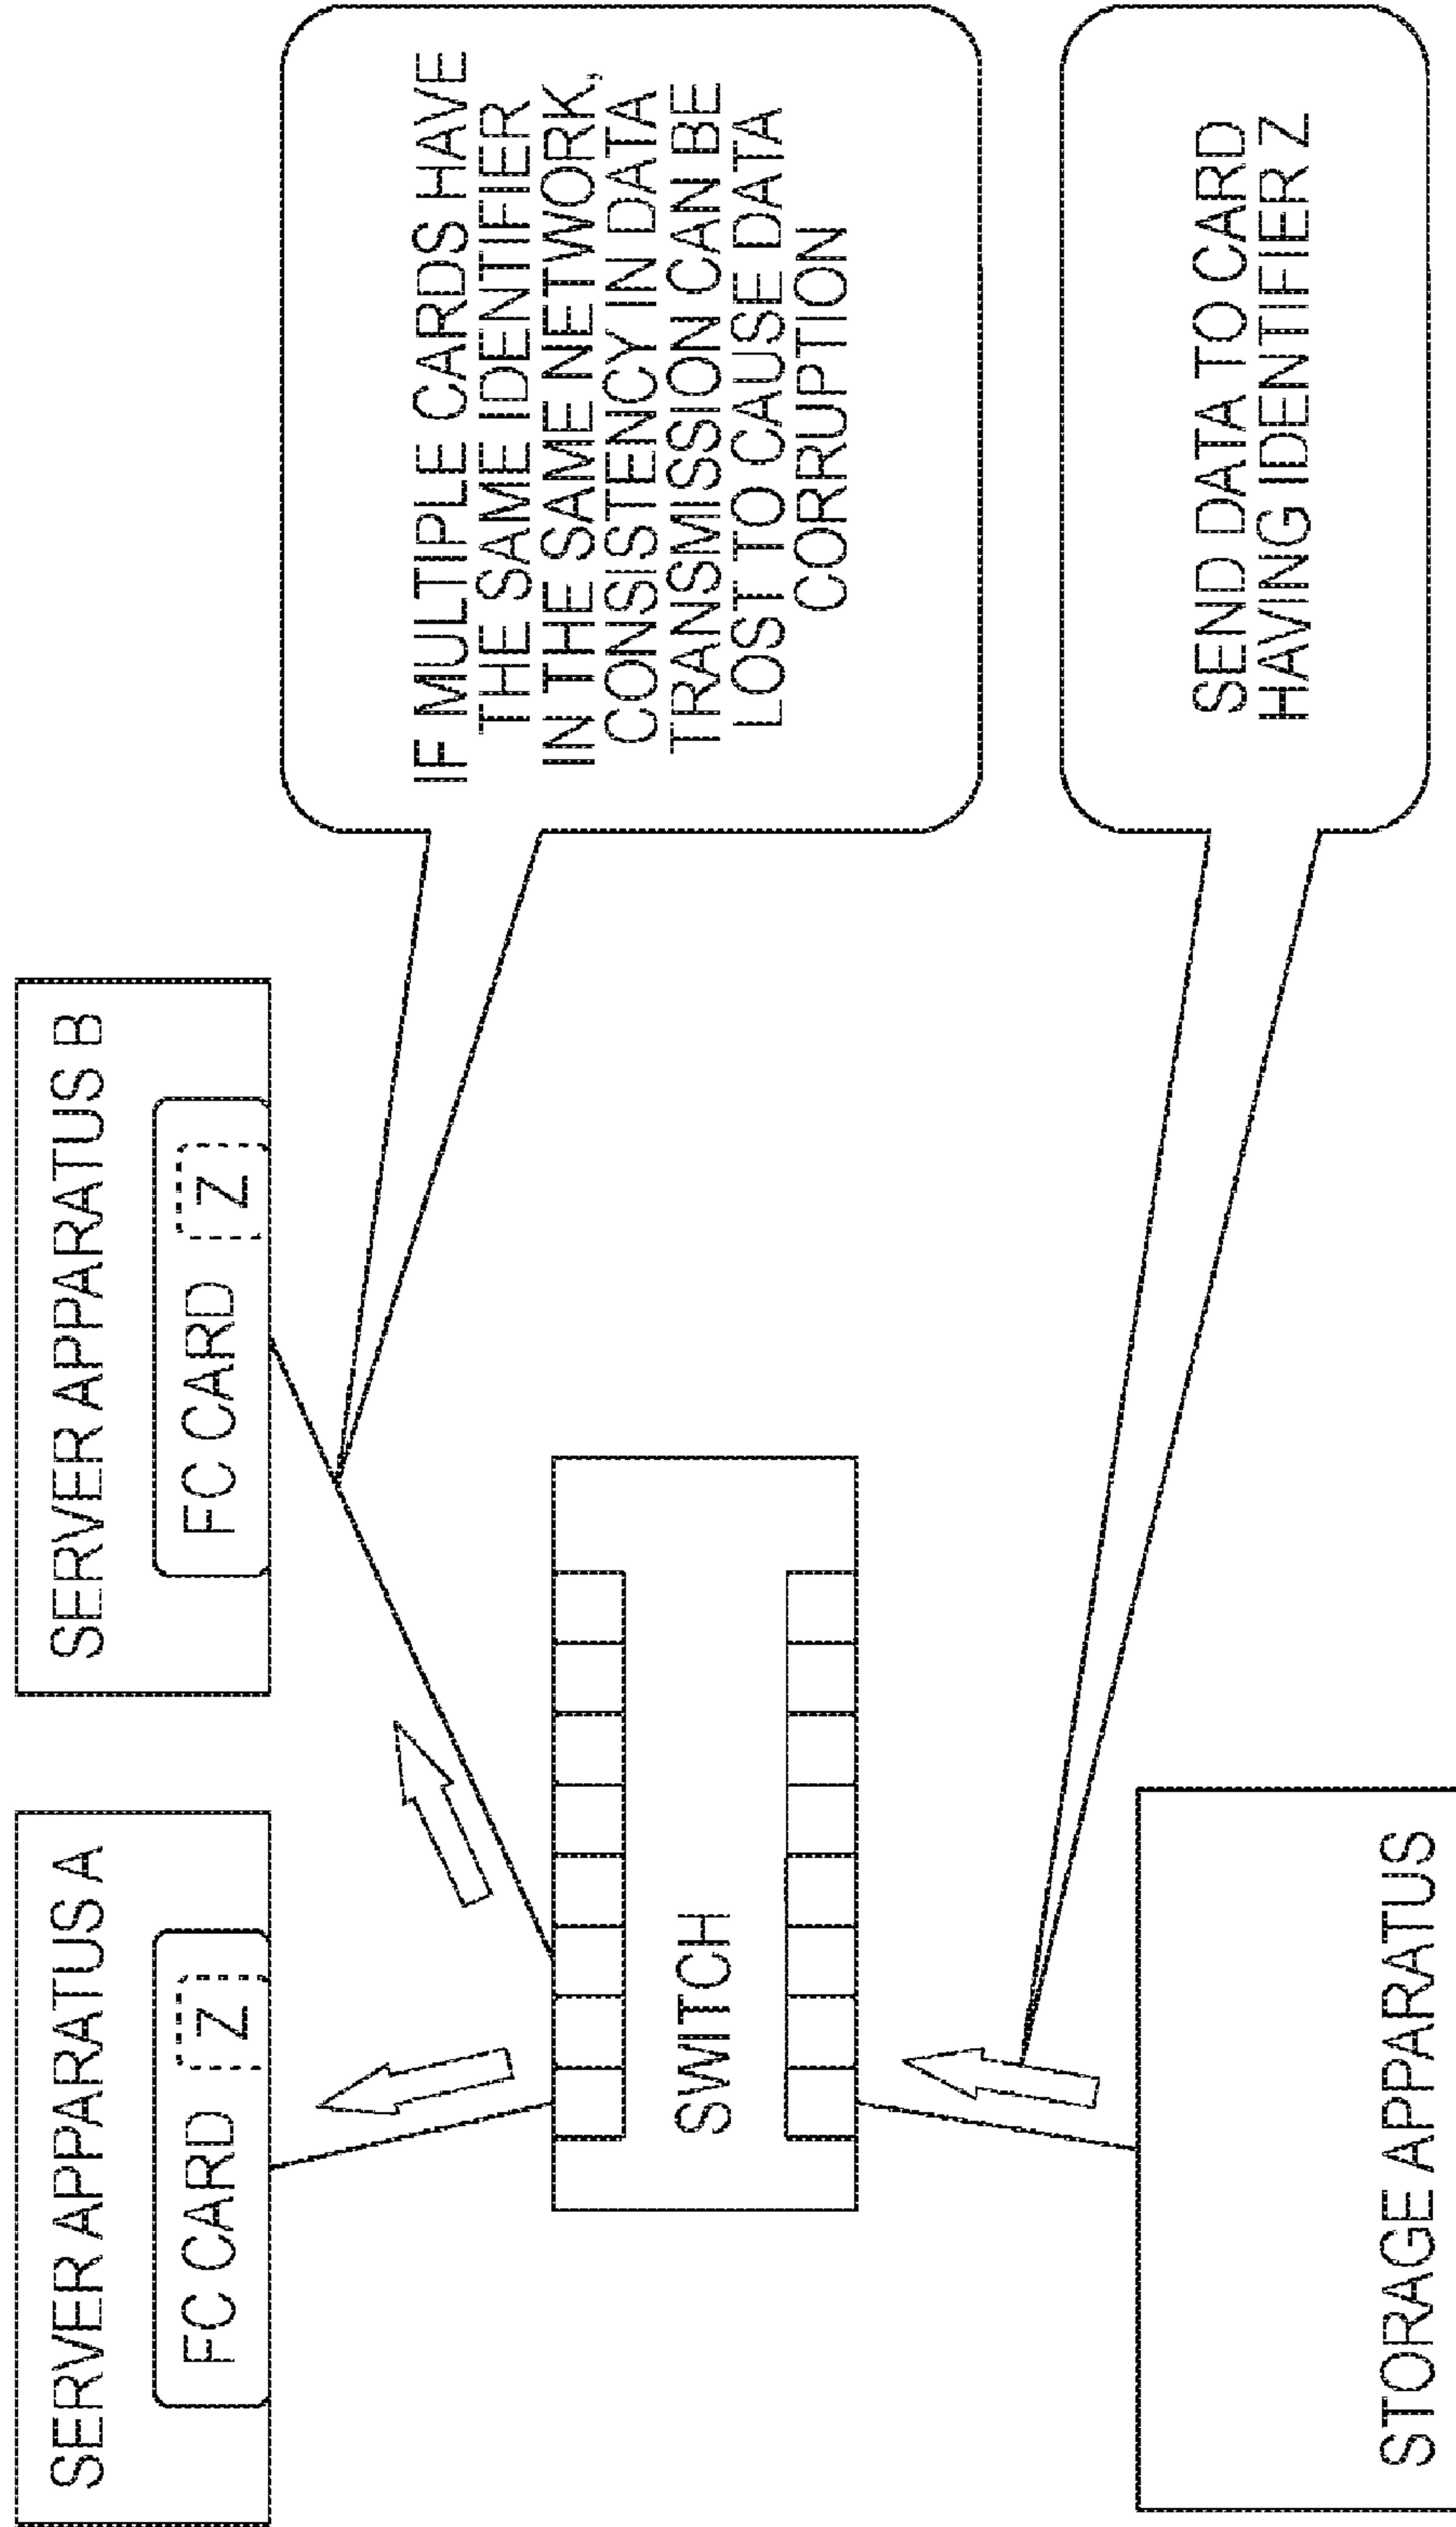 SERVER APPARATUS A
FC CARD Z
SERVER APPARATUS B
FC CARD Z
IF MULTIPLE CARDS HAVE
THE SAME IDENTIFIER
IN THE SAME NETWORK,
CONSISTENCY IN DATA
TRANSMISSION CAN BE
LOST TO CAUSE DATA
CORRUPTION
SWITCH
SEND DATA TO CARD
HAVING IDENTIFIER Z
STORAGE APPARATUS